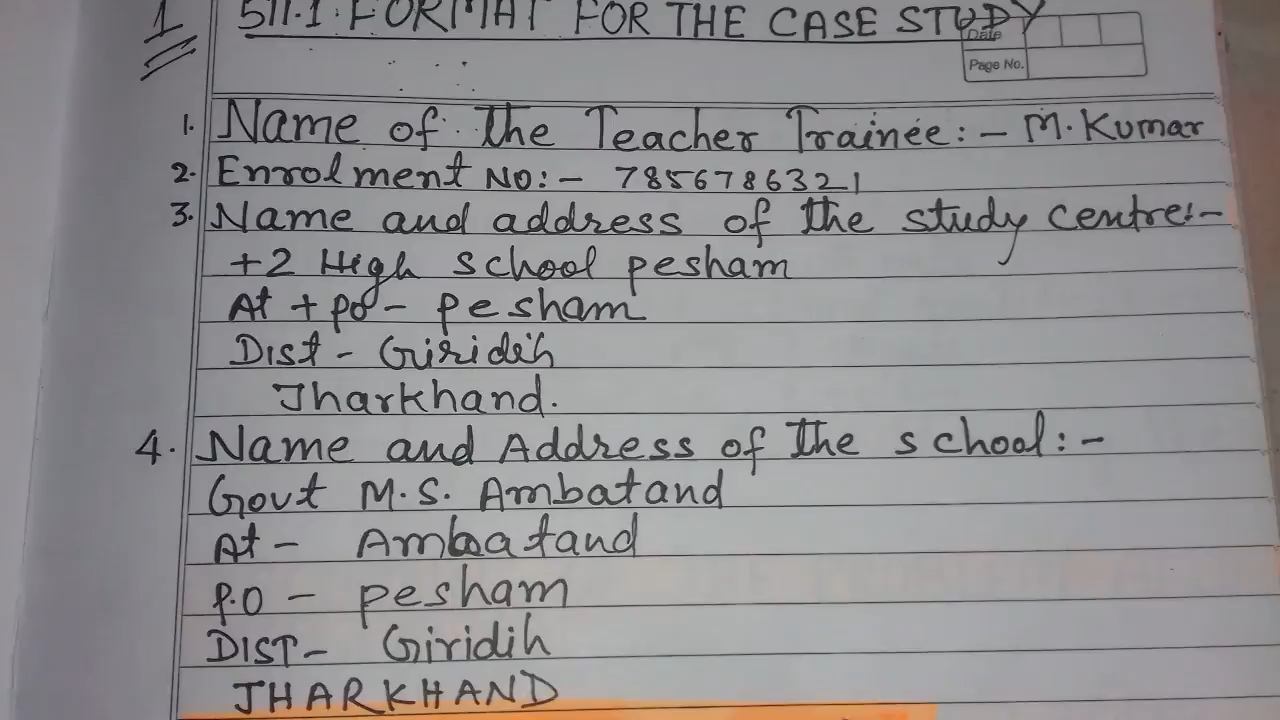 1 511.1. FORMAT FOR THE CASE STUDY
Date
Page No.
1. Name of the Teacher Trainee:- M.Kumar
2. Enrolment NO:- 7856786321
3. Name and address of the study centre:-
+2 High school pesham
At + po - pesham
Dist - Giridih
Jharkhand.
4. Name and Address of the school:-
Govt M.S. Ambatand
At - Ambatand
P.O - pesham
DIST- Giridih
JHARKHAND